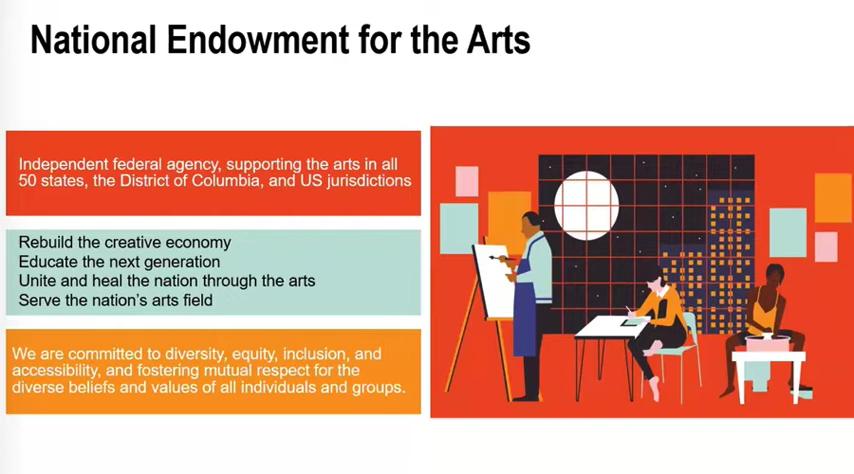 National Endowment for the Arts
Independent federal agency, supporting the arts in all
50 states, the District of Columbia, and US jurisdictions
Rebuild the creative economy
Educate the next generation
Unite and heal the nation through the arts
Serve the nation’s arts field
We are committed to diversity, equity, inclusion, and
accessibility, and fostering mutual respect for the
diverse beliefs and values of all individuals and groups.